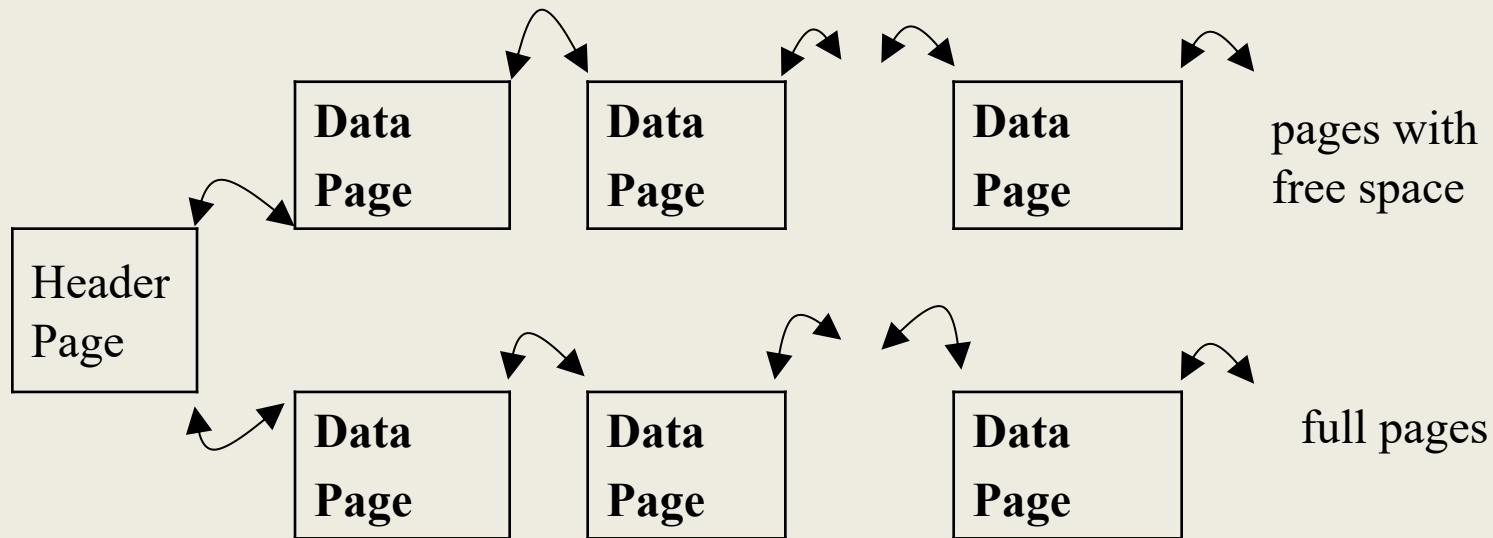 Data
Page
Data
Page
Data
Page
pages with
free space
Header
Page
Data
Page
Data
Page
Data
Page
full pages